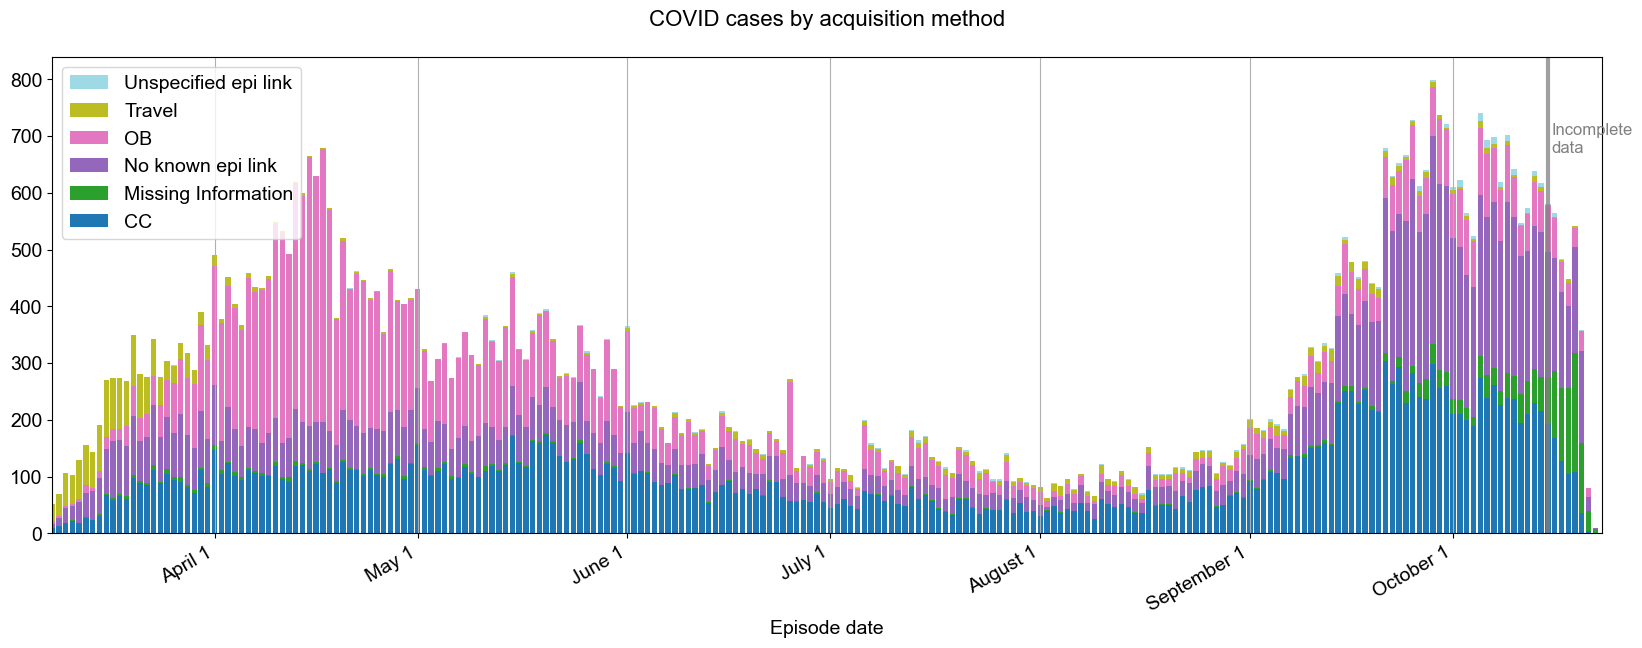 COVID cases by acquisition method
800
700
600
500
400
300
200
100
0
Unspecified epi link
Travel
OB
No known epi link
Missing Information
CC
Incomplete
data
April 1
May 1
June 1
July 1
August 1
September 1
October 1
Episode date